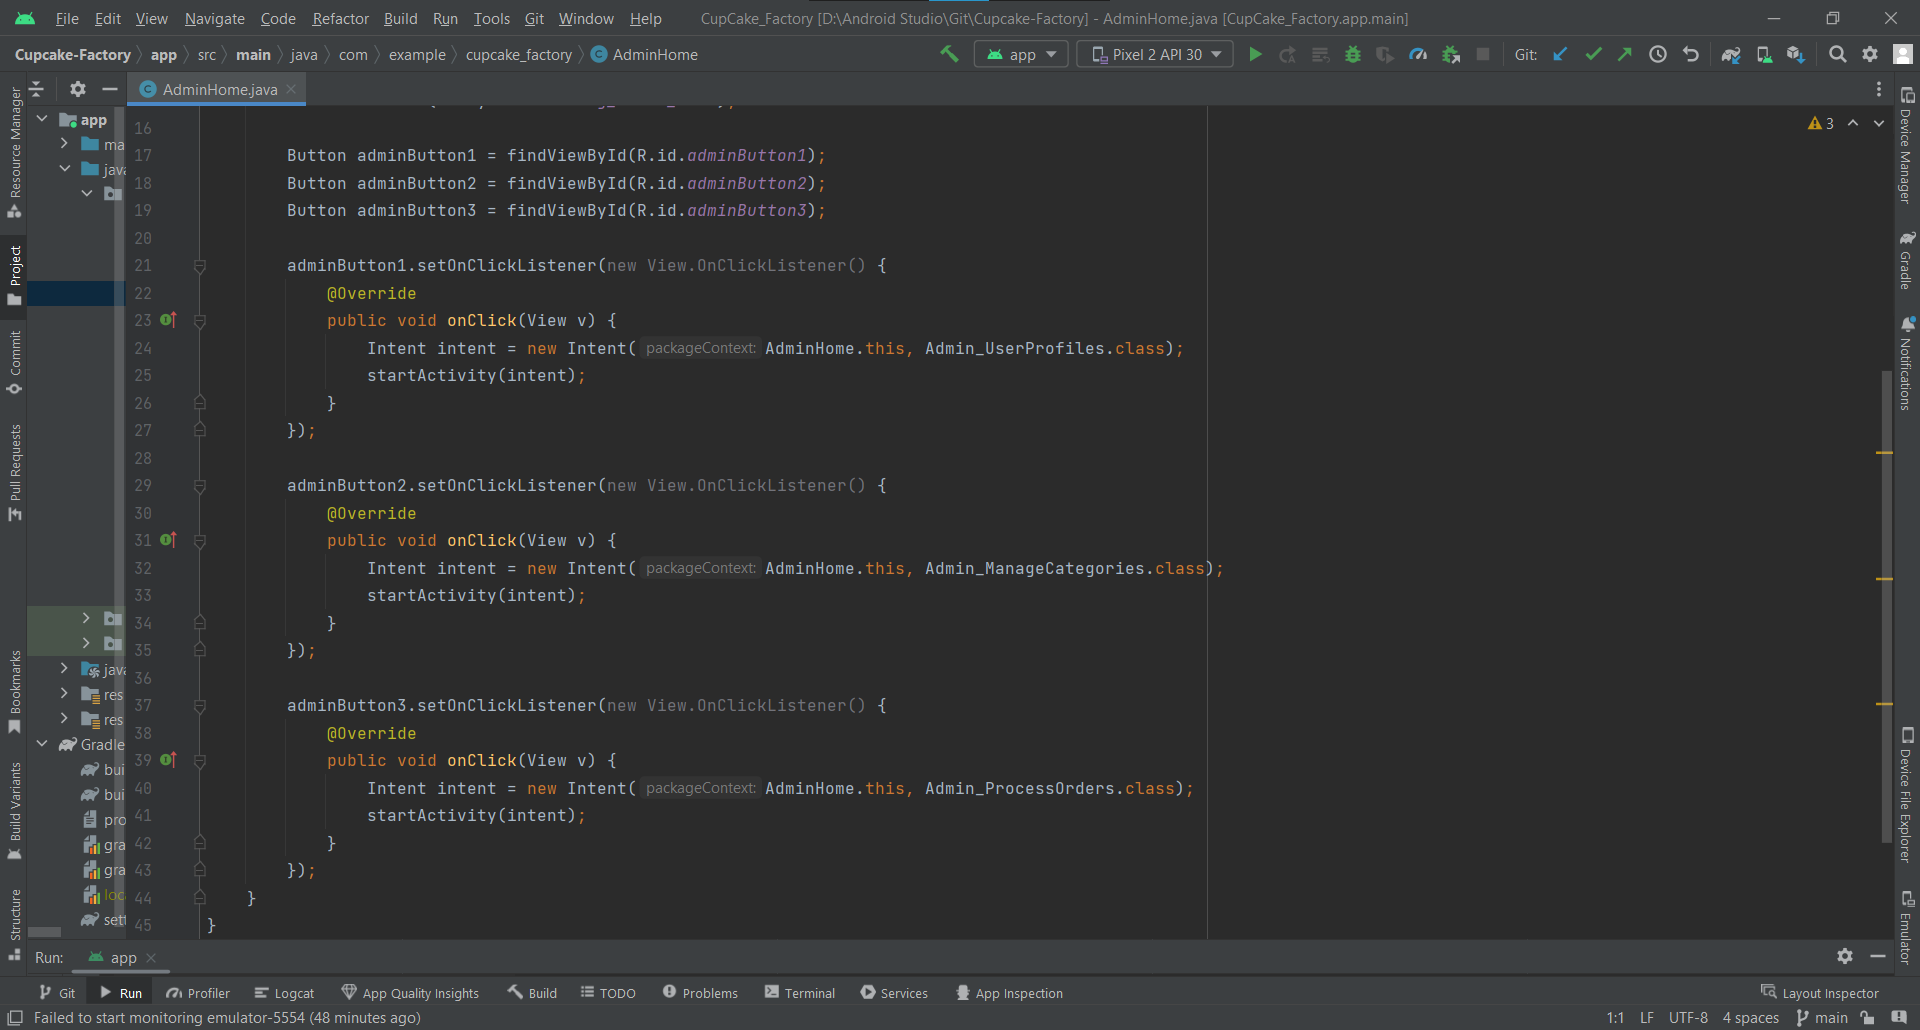 File Edit View Navigate Code Refactor Build Run Tools Git Window Help CupCake_Factory [D:\Android Studio\Git\Cupcake-Factory] - AdminHome.java [CupCake_Factory.app.main]
Cupcake-Factory app src main java com example cupcake_factory AdminHome app Pixel 2 API 30 Git:
AdminHome.java
Resource Manager
Project
Commit
Pull Requests
Bookmarks
Build Variants
Structure
app
ma
java
java
res
res
Gradle
bui
bui
pro
gra
gra
loc
sett
3
16
17 Button adminButton1 = findViewById(R.id.adminButton1);
18 Button adminButton2 = findViewById(R.id.adminButton2);
19 Button adminButton3 = findViewById(R.id.adminButton3);
20
21 adminButton1.setOnClickListener(new View.OnClickListener() {
22 @Override
23 public void onClick(View v) {
24 Intent intent = new Intent( packageContext: AdminHome.this, Admin_UserProfiles.class);
25 startActivity(intent);
26 }
27 });
28
29 adminButton2.setOnClickListener(new View.OnClickListener() {
30 @Override
31 public void onClick(View v) {
32 Intent intent = new Intent( packageContext: AdminHome.this, Admin_ManageCategories.class);
33 startActivity(intent);
34 }
35 });
36
37 adminButton3.setOnClickListener(new View.OnClickListener() {
38 @Override
39 public void onClick(View v) {
40 Intent intent = new Intent( packageContext: AdminHome.this, Admin_ProcessOrders.class);
41 startActivity(intent);
42 }
43 });
44 }
45 }
Device Manager
Gradle
Notifications
Device File Explorer
Emulator
Run: app
Git Run Profiler Logcat App Quality Insights Build TODO Problems Terminal Services App Inspection Layout Inspector
Failed to start monitoring emulator-5554 (48 minutes ago) 1:1 LF UTF-8 4 spaces main